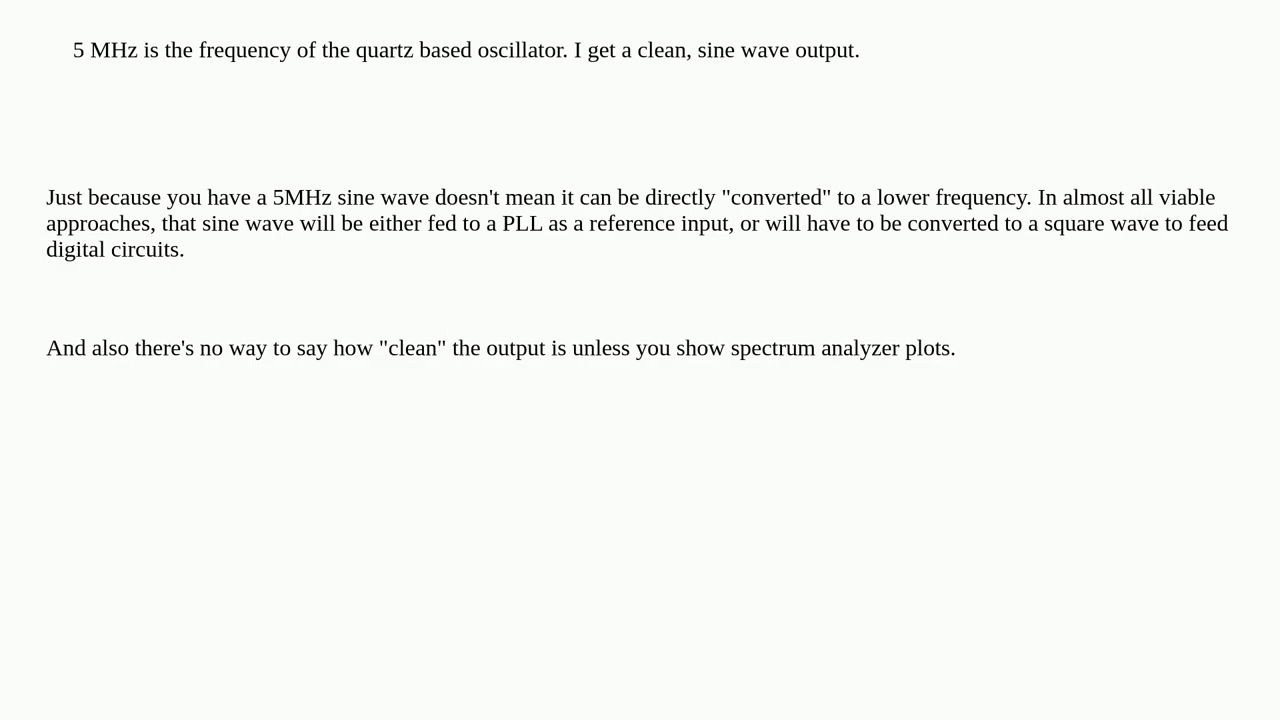 5 MHz is the frequency of the quartz based oscillator. I get a clean, sine wave output.
Just because you have a 5MHz sine wave doesn't mean it can be directly "converted" to a lower frequency. In almost all viable
approaches, that sine wave will be either fed to a PLL as a reference input, or will have to be converted to a square wave to feed
digital circuits.
And also there's no way to say how "clean" the output is unless you show spectrum analyzer plots.